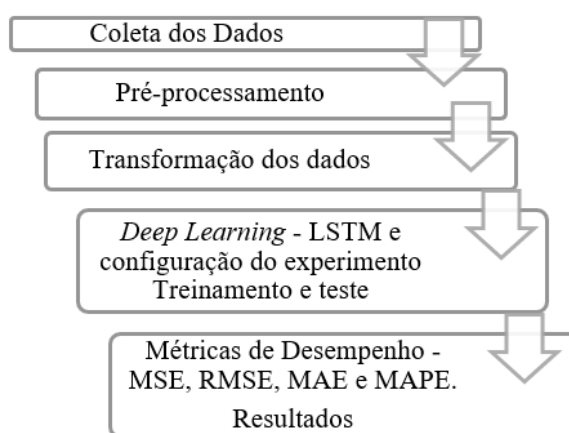 Coleta dos Dados
Pré-processamento
Transformação dos dados
Deep Learning - LSTM e
configuração do experimento
Treinamento e teste
Métricas de Desempenho -
MSE, RMSE, MAE e MAPE.
Resultados